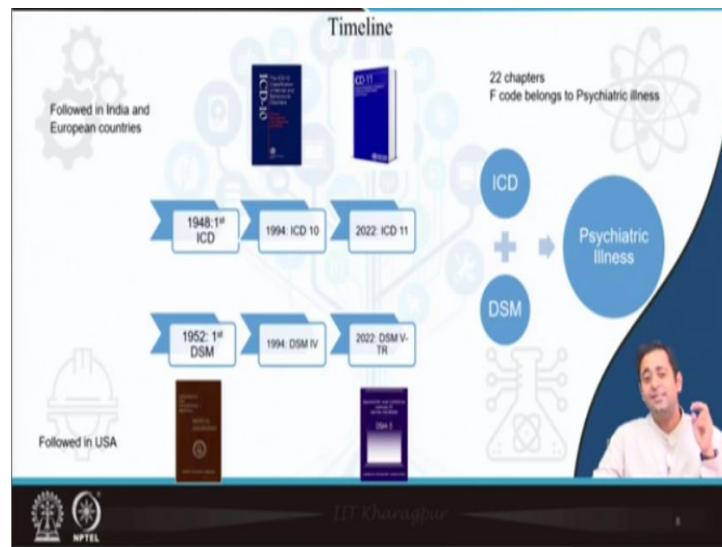 Timeline
Followed in India and
European countries
ICD-10
ICD-11
22 chapters
F code belongs to Psychiatric illness
1948:1st
ICD
1994: ICD 10
2022: ICD 11
ICD
DSM
Psychiatric
Illness
1952: 1st
DSM
1994: DSM IV
2022: DSM V-
TR
DSM-5
Followed in USA
NPTEL
IIT Kharagpur
8